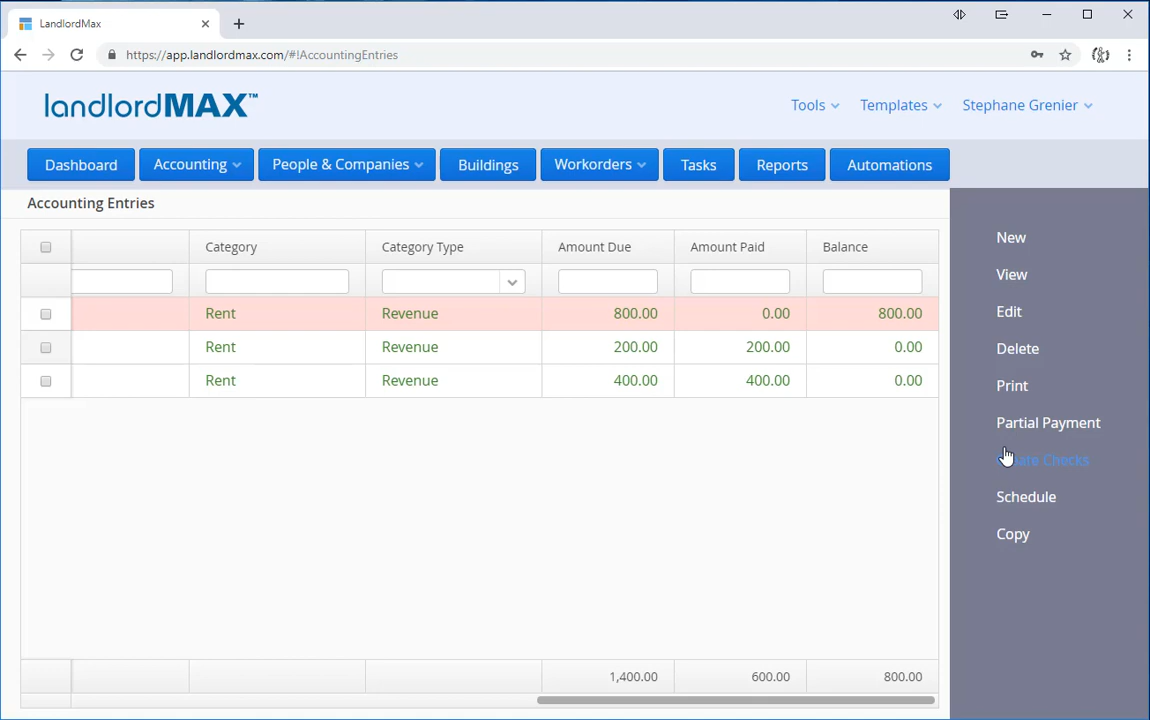 LandlordMax
https://app.landlordmax.com/#!AccountingEntries
landlordMAX™
Tools
Templates
Stephane Grenier
Dashboard
Accounting
People & Companies
Buildings
Workorders
Tasks
Reports
Automations
Accounting Entries
Category
Category Type
Amount Due
Amount Paid
Balance
Rent Revenue 800.00 0.00 800.00
Rent Revenue 200.00 200.00 0.00
Rent Revenue 400.00 400.00 0.00
1,400.00 600.00 800.00
New
View
Edit
Delete
Print
Partial Payment
Checks
Schedule
Copy